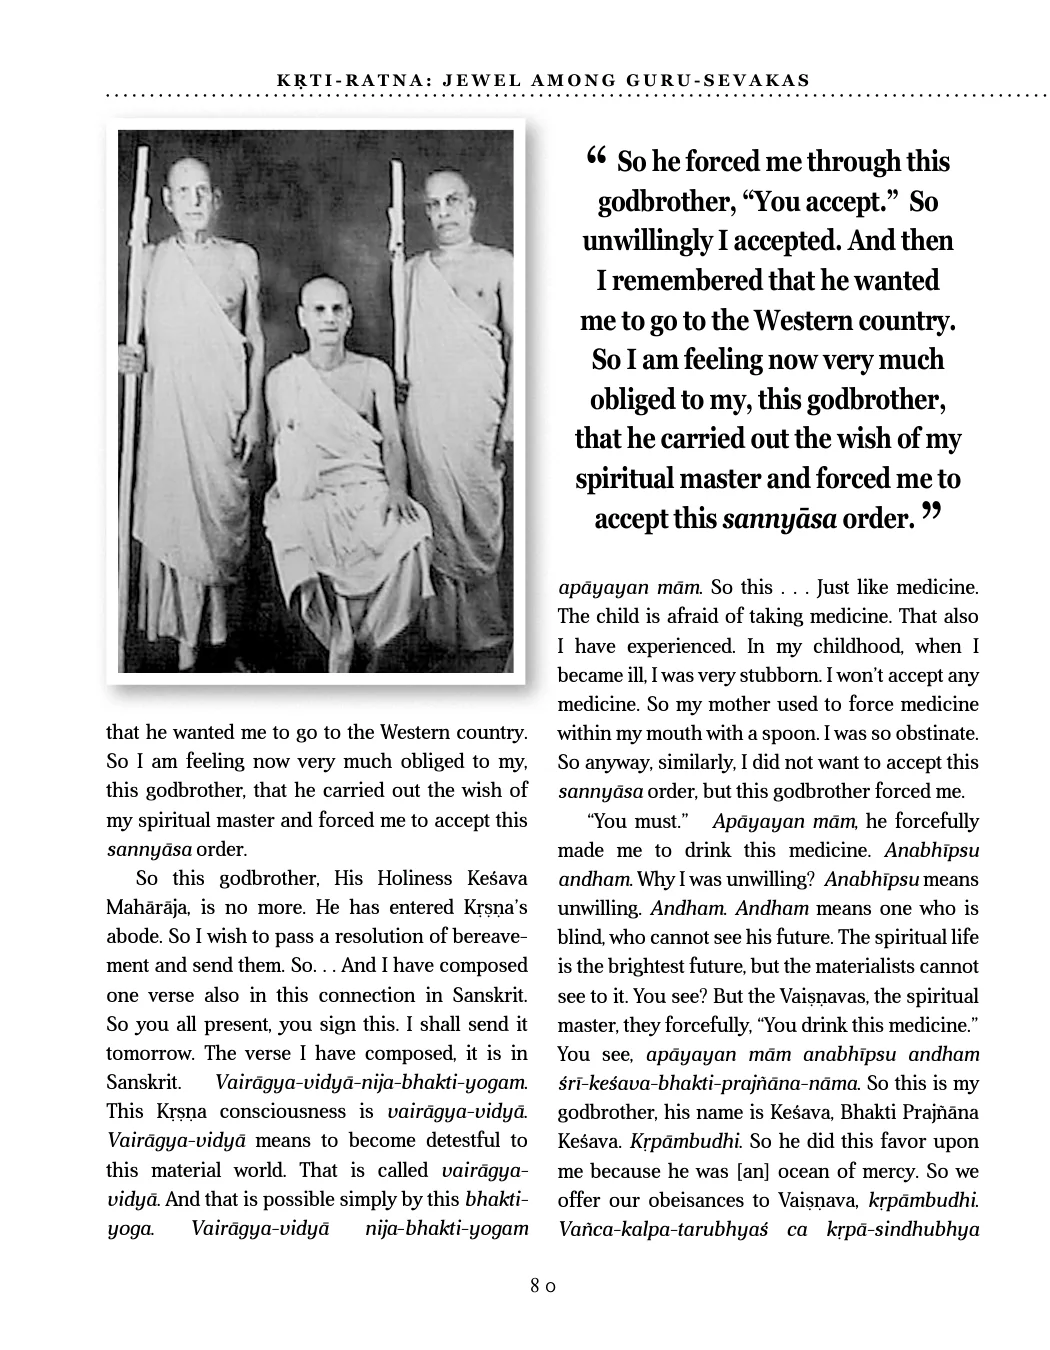 KṚTI-RATNA: JEWEL AMONG GURU-SEVAKAS
“ So he forced me through this
godbrother, “You accept.” So
unwillingly I accepted. And then
I remembered that he wanted
me to go to the Western country.
So I am feeling now very much
obliged to my, this godbrother,
that he carried out the wish of my
spiritual master and forced me to
accept this sannyāsa order. ”
that he wanted me to go to the Western country.
So I am feeling now very much obliged to my,
this godbrother, that he carried out the wish of
my spiritual master and forced me to accept this
sannyāsa order.
So this godbrother, His Holiness Keśava
Mahārāja, is no more. He has entered Kṛsṇa’s
abode. So I wish to pass a resolution of bereave-
ment and send them. So. . . And I have composed
one verse also in this connection in Sanskrit.
So you all present, you sign this. I shall send it
tomorrow. The verse I have composed, it is in
Sanskrit. Vairāgya-vidyā-nija-bhakti-yogam.
This Kṛsṇa consciousness is vairāgya-vidyā.
Vairāgya-vidyā means to become detestful to
this material world. That is called vairāgya-
vidyā. And that is possible simply by this bhakti-
yoga. Vairāgya-vidyā nija-bhakti-yogam
apāyayan mām. So this . . . Just like medicine.
The child is afraid of taking medicine. That also
I have experienced. In my childhood, when I
became ill, I was very stubborn. I won’t accept any
medicine. So my mother used to force medicine
within my mouth with a spoon. I was so obstinate.
So anyway, similarly, I did not want to accept this
sannyāsa order, but this godbrother forced me.
“You must.” Apāyayan mām, he forcefully
made me to drink this medicine. Anabhīpsu
andham. Why I was unwilling? Anabhīpsu means
unwilling. Andham. Andham means one who is
blind, who cannot see his future. The spiritual life
is the brightest future, but the materialists cannot
see to it. You see? But the Vaiṣṇavas, the spiritual
master, they forcefully, “You drink this medicine.”
You see, apāyayan mām anabhīpsu andham
śrī-keśava-bhakti-prajñāna-nāma. So this is my
godbrother, his name is Keśava, Bhakti Prajñāna
Keśava. Kṛpāmbudhi. So he did this favor upon
me because he was [an] ocean of mercy. So we
offer our obeisances to Vaiṣṇava, kṛpāmbudhi.
Vañca-kalpa-tarubhyaś ca kṛpā-sindhubhya
8 0